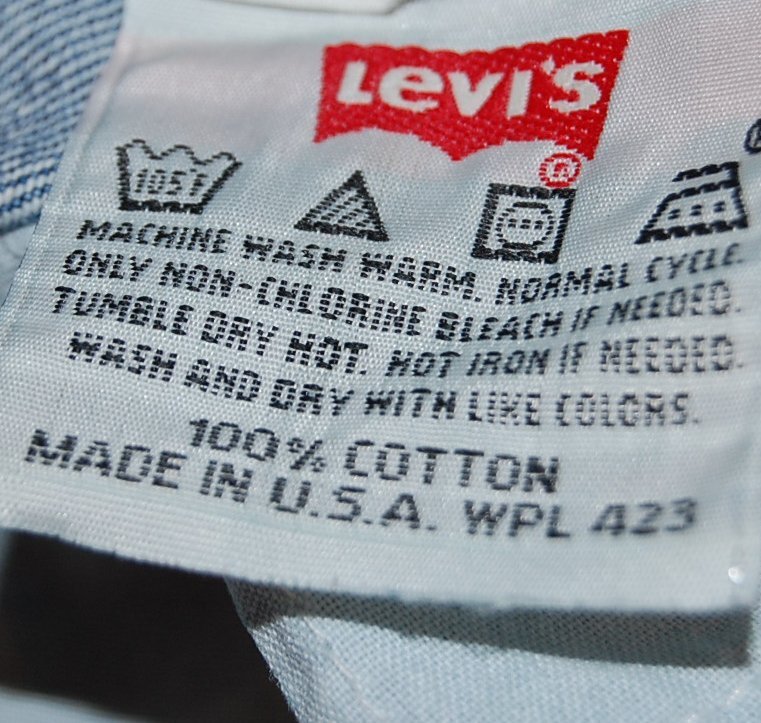 Levi's
®
105F
MACHINE WASH WARM. NORMAL CYCLE.
ONLY NON-CHLORINE BLEACH IF NEEDED.
TUMBLE DRY HOT. HOT IRON IF NEEDED.
WASH AND DRY WITH LIKE COLORS.
100% COTTON
MADE IN U.S.A. WPL 423